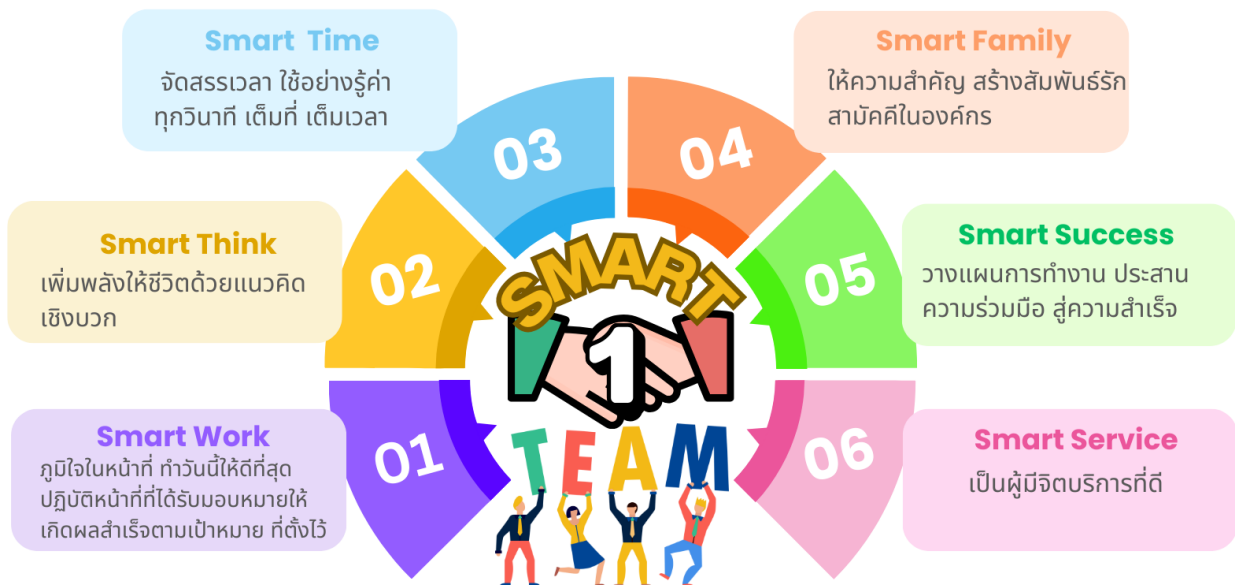 Smart Time
จัดสรรเวลา ใช้อย่างรู้ค่า
ทุกวินาที เต็มที่ เต็มเวลา
Smart Family
ให้ความสำคัญ สร้างสัมพันธ์รัก
สามัคคีในองค์กร
03
04
Smart Think
เพิ่มพลังให้ชีวิตด้วยแนวคิด
เชิงบวก
02
05
Smart Success
วางแผนการทำงาน ประสาน
ความร่วมมือ สู่ความสำเร็จ
SMART
1
TEAM
Smart Work
ภูมิใจในหน้าที่ ทำวันนี้ให้ดีที่สุด
ปฏิบัติหน้าที่ที่ได้รับมอบหมายให้
เกิดผลสำเร็จตามเป้าหมาย ที่ตั้งไว้
01
06
Smart Service
เป็นผู้มีจิตบริการที่ดี